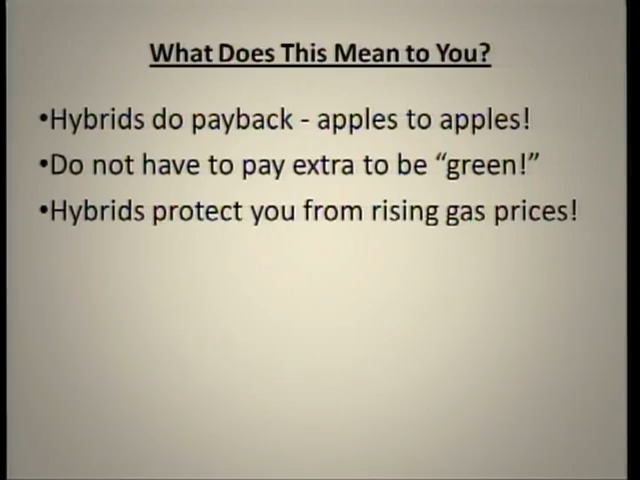 What Does This Mean to You?
•Hybrids do payback - apples to apples!
•Do not have to pay extra to be “green!”
•Hybrids protect you from rising gas prices!